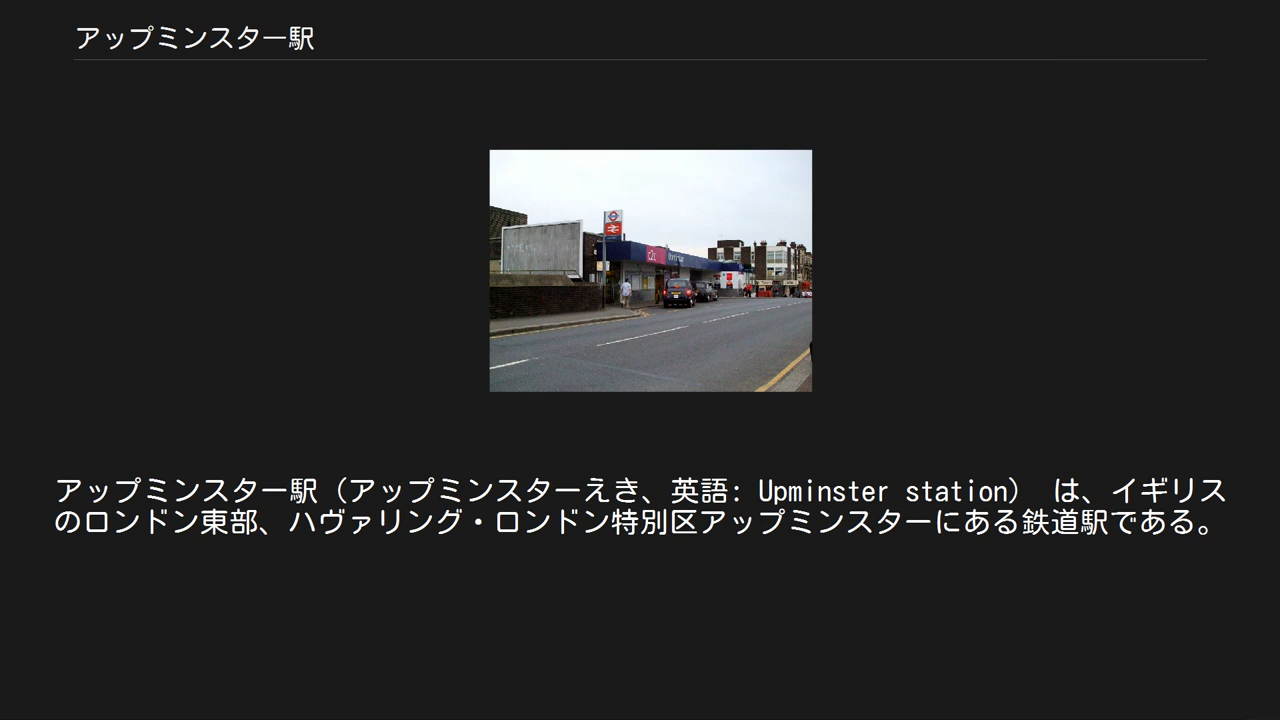 アップミンスター駅
c2c
Upminster
アップミンスター駅（アップミンスターえき、英語: Upminster station） は、イギリス
のロンドン東部、ハヴァリング・ロンドン特別区アップミンスターにある鉄道駅である。